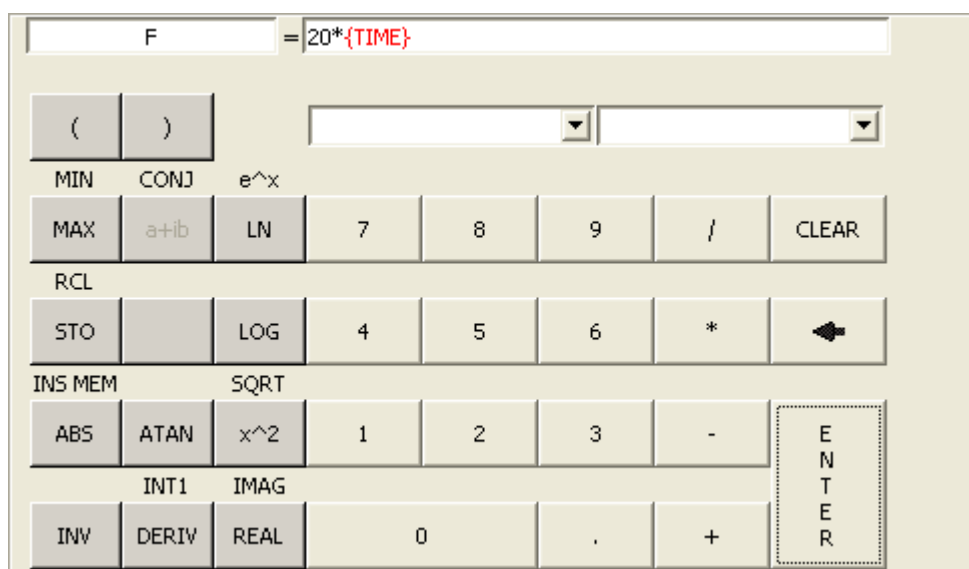 F = 20*{TIME}
( )
MIN CONJ e^x
MAX a+ib LN 7 8 9 / CLEAR
RCL
STO LOG 4 5 6 *
INS MEM SQRT
ABS ATAN x^2 1 2 3 - ENTER
INT1 IMAG
INV DERIV REAL 0 . +